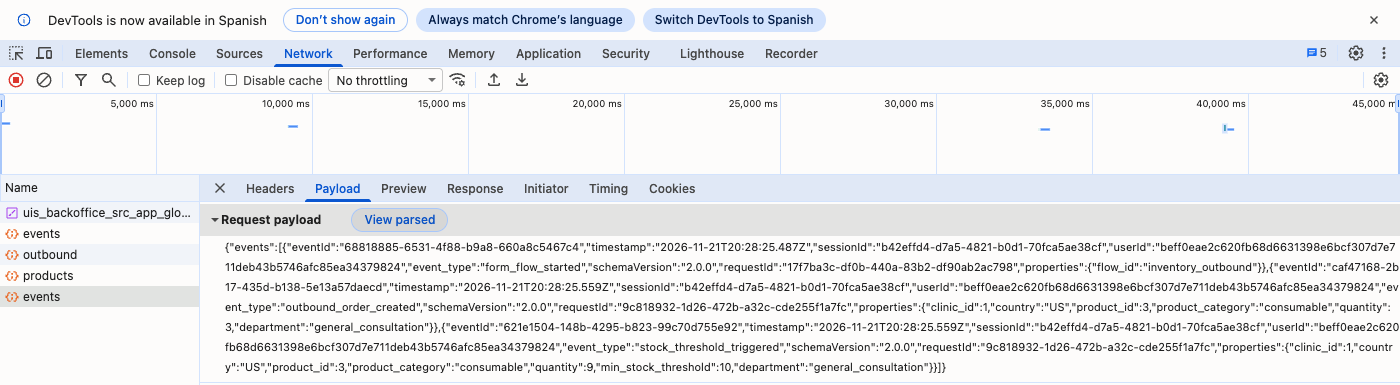 DevTools is now available in Spanish Don't show again Always match Chrome's language Switch DevTools to Spanish
Elements Console Sources Network Performance Memory Application Security Lighthouse Recorder 5
Keep log Disable cache No throttling
5,000 ms 10,000 ms 15,000 ms 20,000 ms 25,000 ms 30,000 ms 35,000 ms 40,000 ms 45,000 m
Name Headers Payload Preview Response Initiator Timing Cookies
uis_backoffice_src_app_glo...
events
outbound
products
events
Request payload View parsed
{"events":[{"eventId":"68818885-6531-4f88-b9a8-660a8c5467c4","timestamp":"2026-11-21T20:28:25.487Z","sessionId":"b42effd4-d7a5-4821-b0d1-70fca5ae38cf","userId":"beff0eae2c620fb68d6631398e6bcf307d7e7
11deb43b5746afc85ea34379824","event_type":"form_flow_started","schemaVersion":"2.0.0","requestId":"17f7ba3c-df0b-440a-83b2-df90ab2ac798","properties":{"flow_id":"inventory_outbound"}},{"eventId":"caf47168-2b
17-435d-b138-5e13a57daecd","timestamp":"2026-11-21T20:28:25.559Z","sessionId":"b42effd4-d7a5-4821-b0d1-70fca5ae38cf","userId":"beff0eae2c620fb68d6631398e6bcf307d7e711deb43b5746afc85ea34379824","ev
ent_type":"outbound_order_created","schemaVersion":"2.0.0","requestId":"9c818932-1d26-472b-a32c-cde255f1a7fc","properties":{"clinic_id":1,"country":"US","product_id":3,"product_category":"consumable","quantity":
3,"department":"general_consultation"}},{"eventId":"621e1504-148b-4295-b823-99c70d755e92","timestamp":"2026-11-21T20:28:25.559Z","sessionId":"b42effd4-d7a5-4821-b0d1-70fca5ae38cf","userId":"beff0eae2c620
fb68d6631398e6bcf307d7e711deb43b5746afc85ea34379824","event_type":"stock_threshold_triggered","schemaVersion":"2.0.0","requestId":"9c818932-1d26-472b-a32c-cde255f1a7fc","properties":{"clinic_id":1,"countr
y":"US","product_id":3,"product_category":"consumable","quantity":9,"min_stock_threshold":10,"department":"general_consultation"}}]}